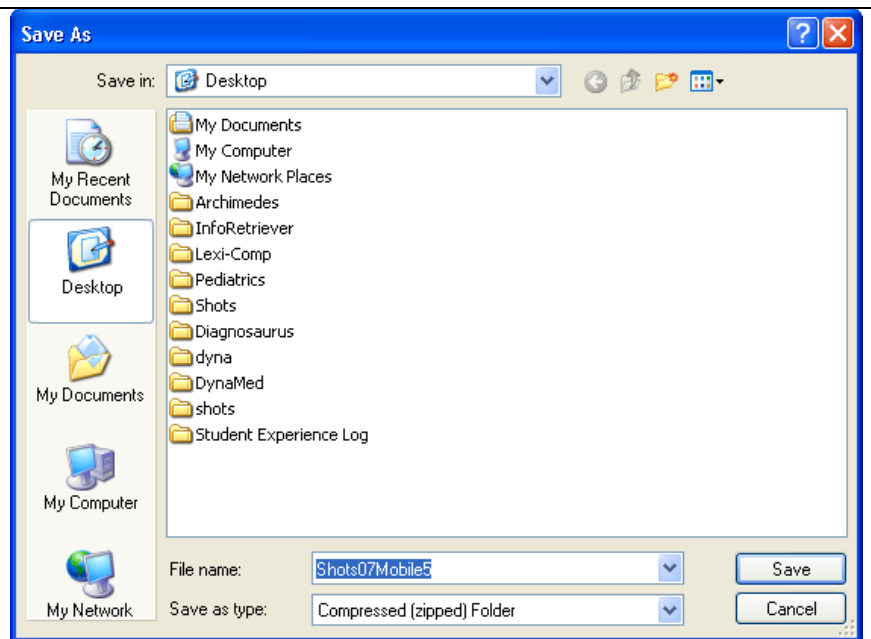 Save As
Save in:
Desktop
My Recent
Documents
Desktop
My Documents
My Computer
My Network
My Documents
My Computer
My Network Places
Archimedes
InfoRetriever
Lexi-Comp
Pediatrics
Shots
Diagnosaurus
dyna
DynaMed
shots
Student Experience Log
File name:
Shots07Mobile5
Save
Save as type:
Compressed (zipped) Folder
Cancel